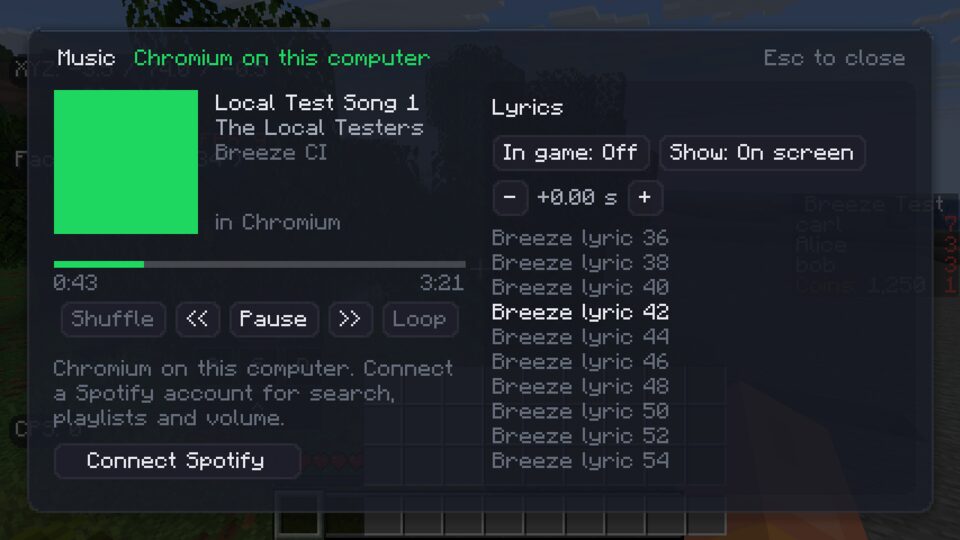 Music Chromium on this computer
Esc to close
Local Test Song 1
The Local Testers
Breeze CI
in Chromium
0:43
3:21
Shuffle
<<
Pause
>>
Loop
Chromium on this computer. Connect
a Spotify account for search,
playlists and volume.
Connect Spotify
Lyrics
In game: Off
Show: On screen
- +0.00 s +
Breeze lyric 36
Breeze lyric 38
Breeze lyric 40
Breeze lyric 42
Breeze lyric 44
Breeze lyric 46
Breeze lyric 48
Breeze lyric 50
Breeze lyric 52
Breeze lyric 54
Breeze Test
carl
Alice
bob
Coins: 1,250